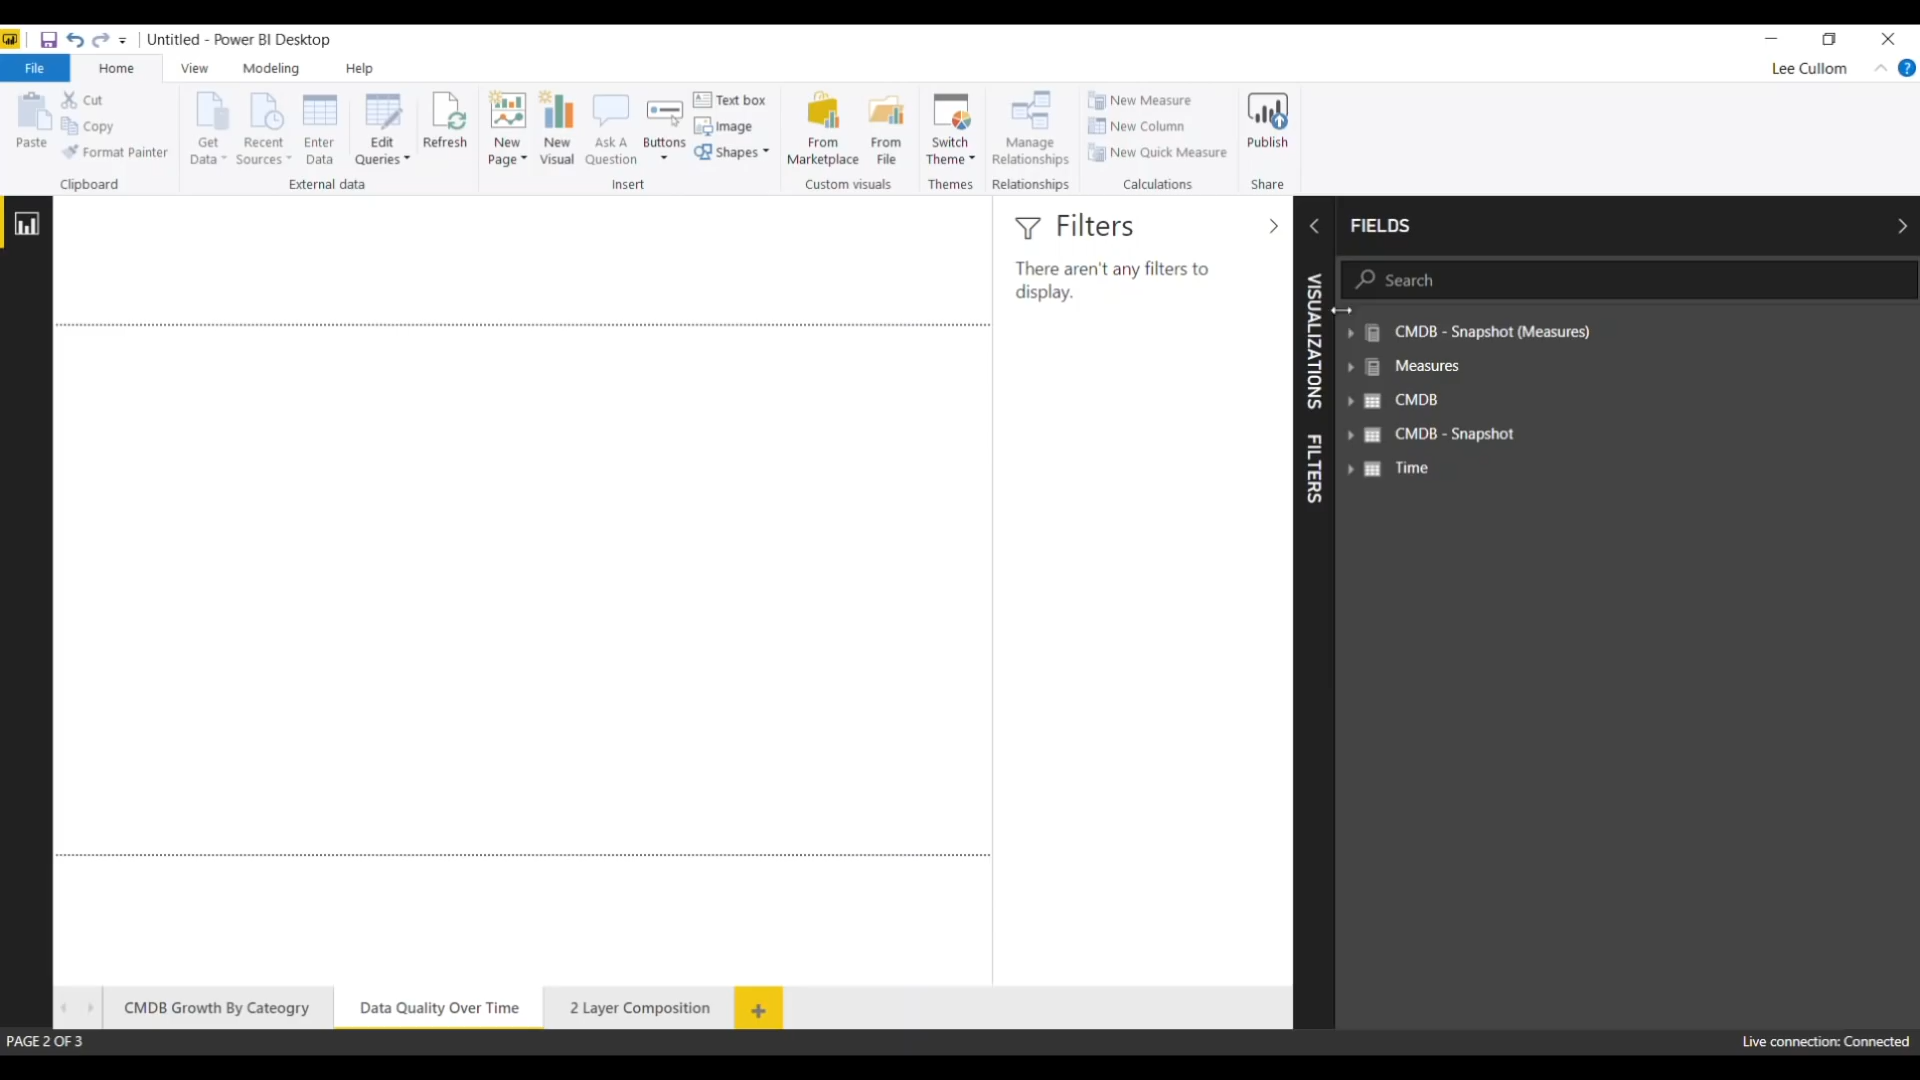 Untitled - Power BI Desktop
File
Home
View
Modeling
Help
Lee Cullom
?
Paste
Cut
Copy
Format Painter
Clipboard
Get
Data
Recent
Sources
Enter
Data
Edit
Queries
Refresh
External data
New
Page
New
Visual
Ask A
Question
Buttons
Text box
Image
Shapes
Insert
From
Marketplace
From
File
Custom visuals
Switch
Theme
Themes
Manage
Relationships
Relationships
New Measure
New Column
New Quick Measure
Calculations
Publish
Share
Filters
There aren't any filters to
display.
VISUALIZATIONS
FILTERS
FIELDS
Search
CMDB - Snapshot (Measures)
Measures
CMDB
CMDB - Snapshot
Time
CMDB Growth By Cateogry
Data Quality Over Time
2 Layer Composition
+
PAGE 2 OF 3
Live connection: Connected